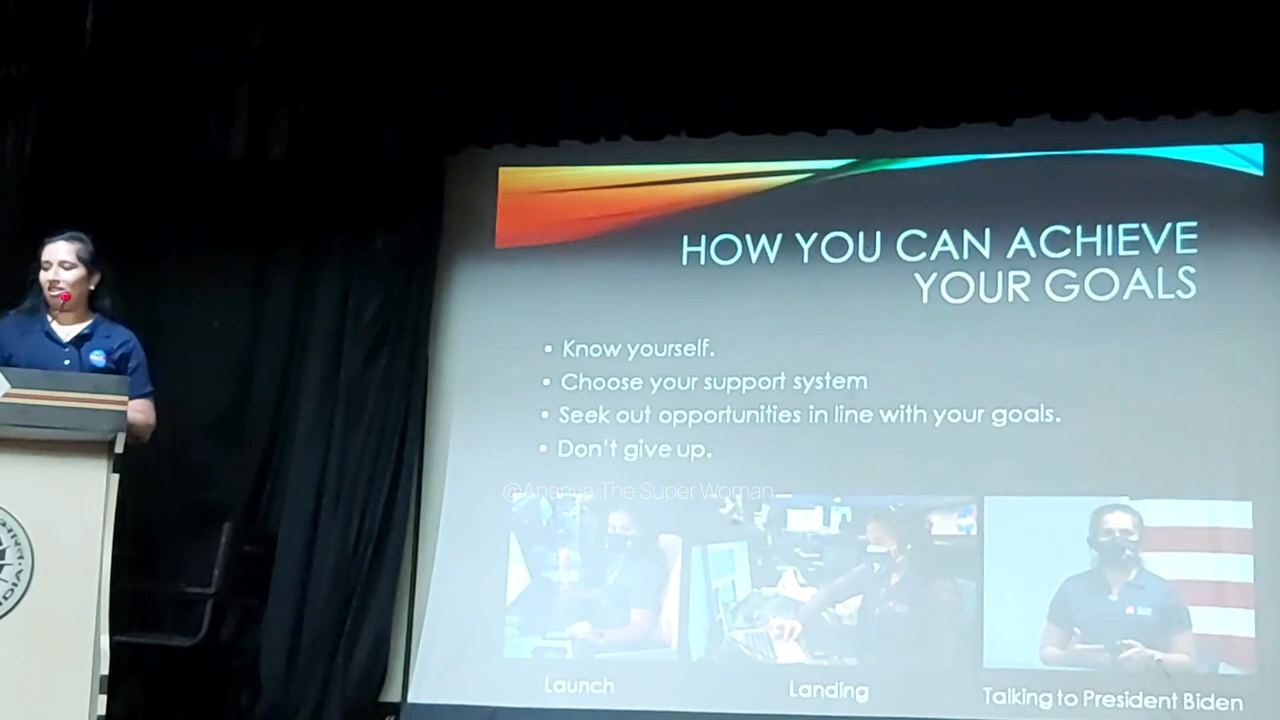 HOW YOU CAN ACHIEVE
YOUR GOALS
• Know yourself.
• Choose your support system
• Seek out opportunities in line with your goals.
• Don't give up.
@Ananya The Super Woman
Launch
Landing
Talking to President Biden